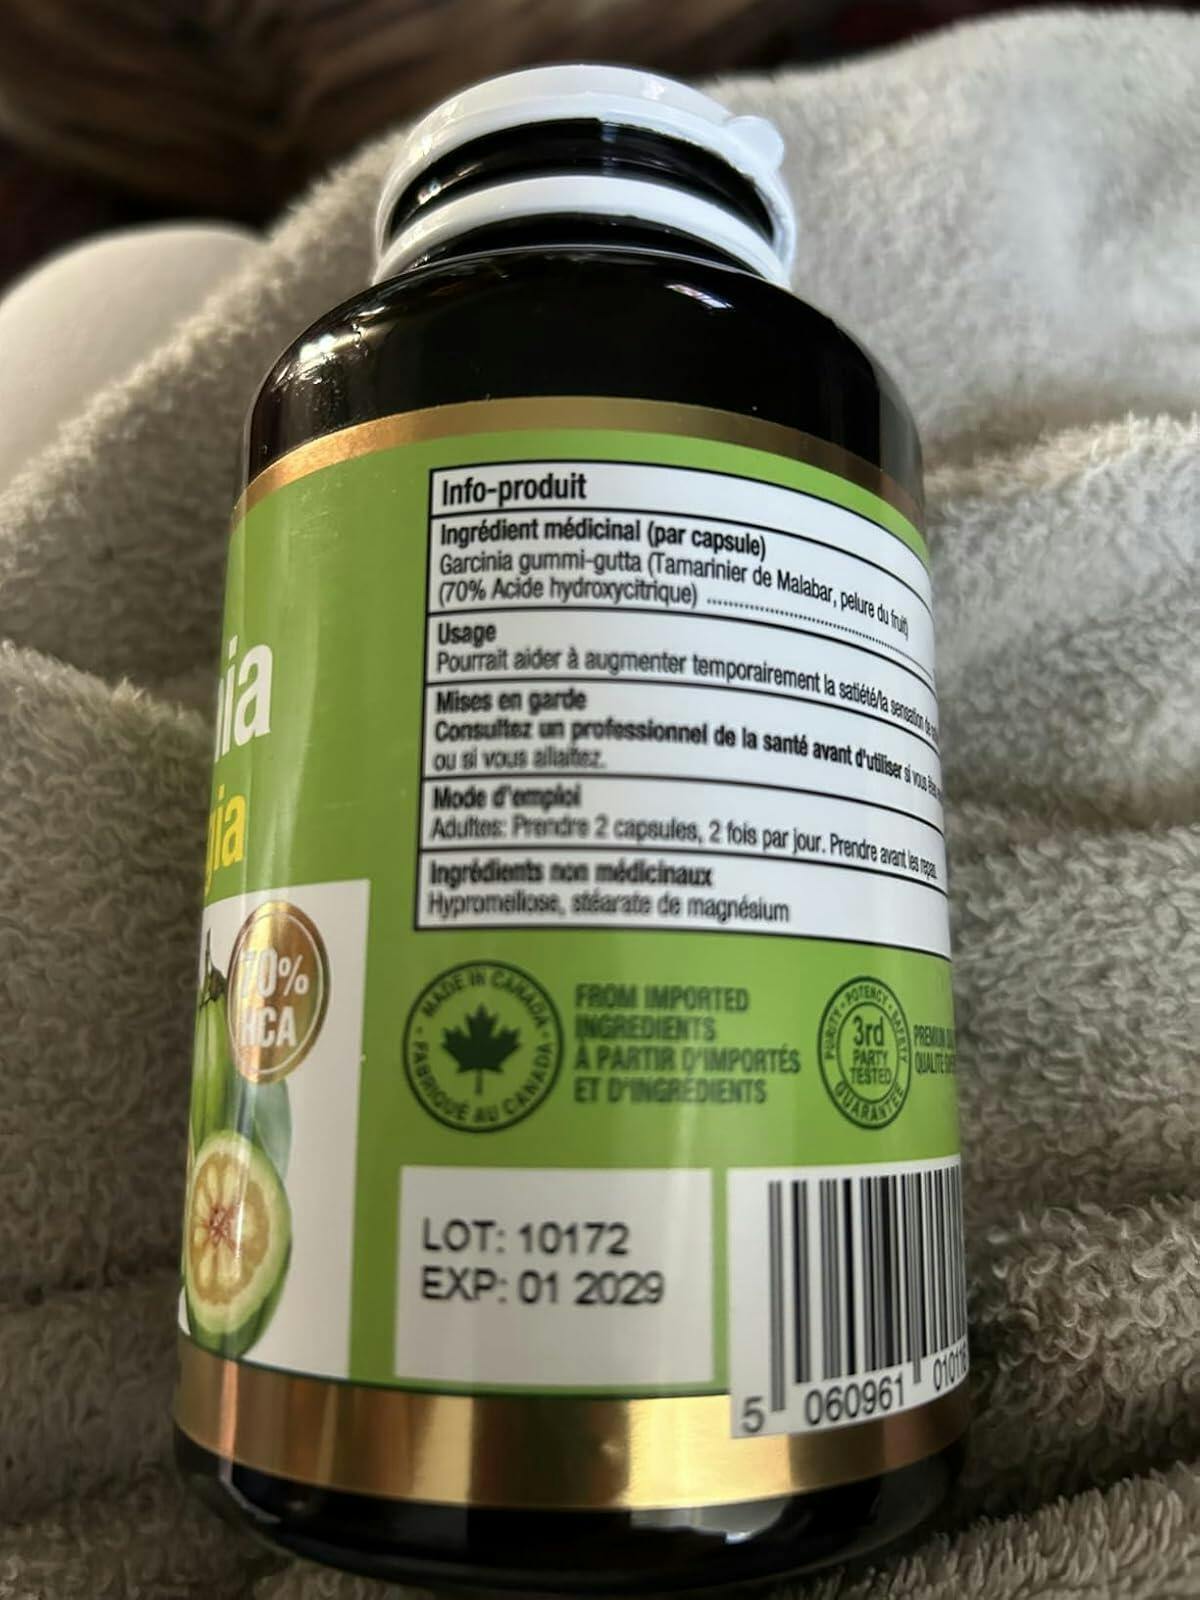 Info-produit
Ingrédient médicinal (par capsule)
Garcinia gummi-gutta (Tamarinier de Malabar, pelure du fruit)
(70% Acide hydroxycitrique) ........................................
Usage
Pourrait aider à augmenter temporairement la satiété/la sensation de
Mises en garde
Consultez un professionnel de la santé avant d'utiliser si vous êtes
ou si vous allaitez.
Mode d'emploi
Adultes: Prendre 2 capsules, 2 fois par jour. Prendre avant les repas.
Ingrédients non médicinaux
Hypromellose, stéarate de magnésium
70%
HCA
MADE IN CANADA
FABRIQUÉ AU CANADA
FROM IMPORTED
INGREDIENTS
À PARTIR D'IMPORTÉS
ET D'INGRÉDIENTS
PURITY • POTENCY • SAFETY
3rd
PARTY
TESTED
GUARANTEE
PREMIUM
QUALITÉ
LOT: 10172
EXP: 01 2029
5 060961